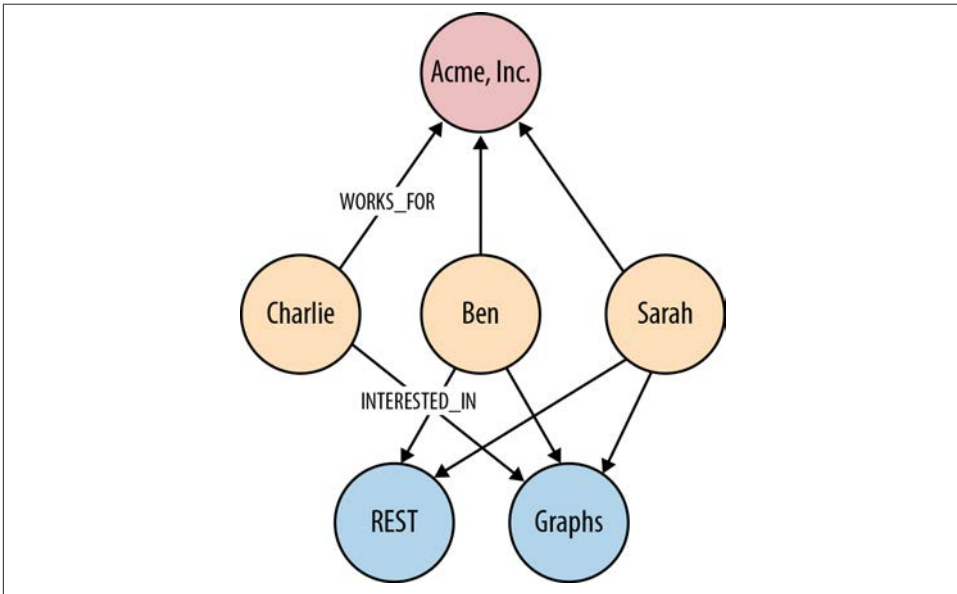 Acme, Inc.
WORKS_FOR
Charlie
Ben
Sarah
INTERESTED_IN
REST
Graphs